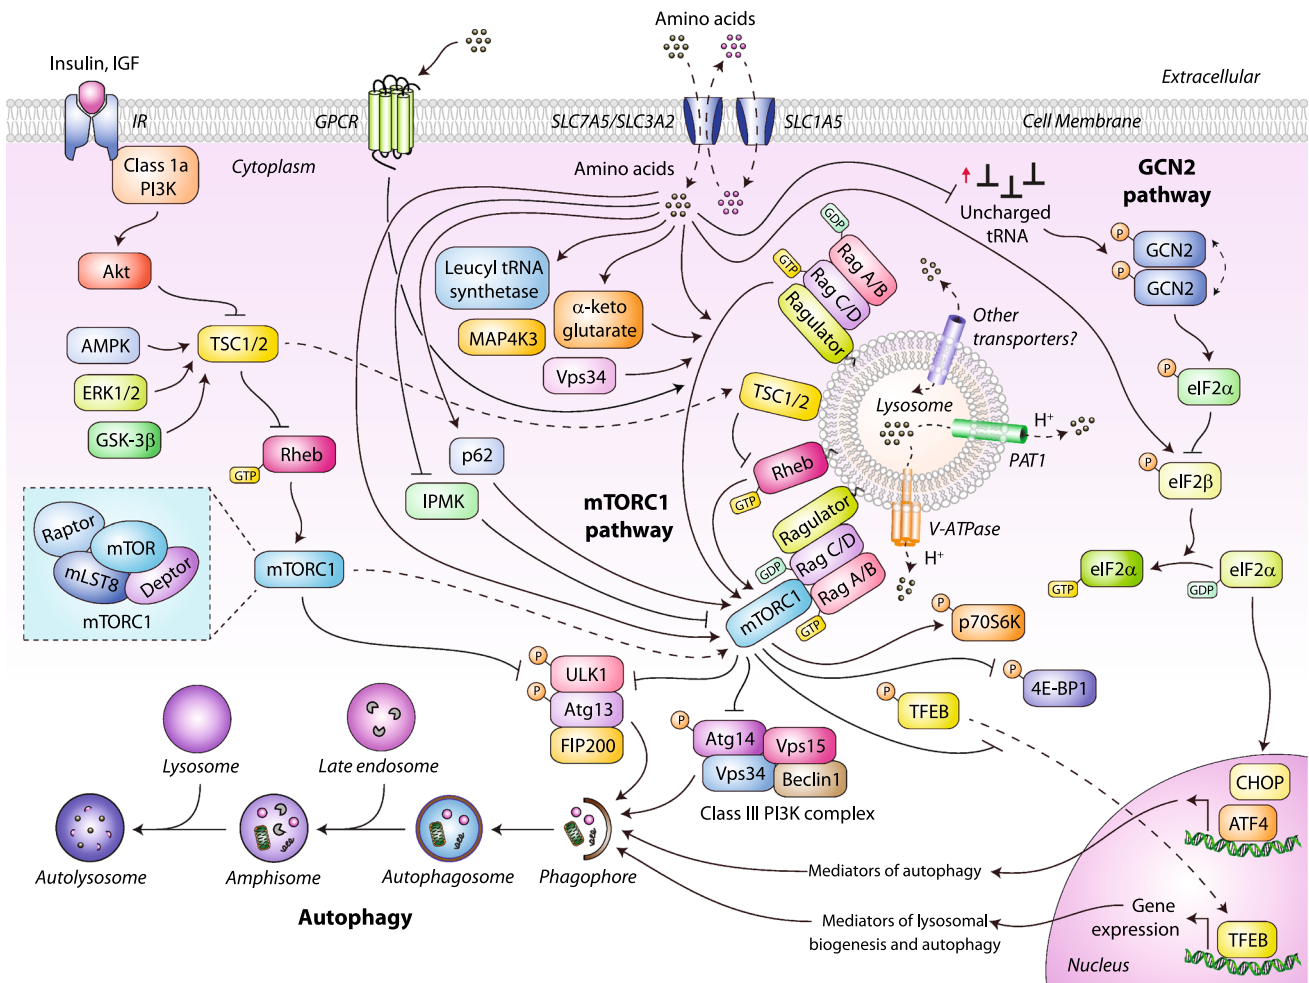 Amino acids
Insulin, IGF
Extracellular
IR
GPCR
SLC7A5/SLC3A2
SLC1A5
Cell Membrane
Class 1a
PI3K
Cytoplasm
Amino acids
GCN2
pathway
Uncharged
tRNA
P
GCN2
P
GCN2
GDP
Rag A/B
GTP
Rag C/D
Ragulator
Akt
Leucyl tRNA
synthetase
α-keto
glutarate
MAP4K3
Vps34
Other
transporters?
AMPK
TSC1/2
ERK1/2
GSK-3β
P
eIF2α
TSC1/2
Lysosome
H+
PAT1
Rheb
GTP
p62
IPMK
Rheb
GTP
P
eIF2β
mTORC1
pathway
Ragulator
V-ATPase
H+
Rag C/D
GDP
Rag A/B
mTORC1
GTP
Raptor
mTOR
mLST8
Deptor
mTORC1
mTORC1
eIF2α
GTP
eIF2α
GDP
P
p70S6K
P
4E-BP1
P
ULK1
P
Atg13
FIP200
P
TFEB
P
Atg14
Vps15
Vps34
Beclin1
Class III PI3K complex
Lysosome
Late endosome
CHOP
ATF4
Autolysosome
Amphisome
Autophagosome
Phagophore
Mediators of autophagy
Autophagy
Gene
expression
Mediators of lysosomal
biogenesis and autophagy
TFEB
Nucleus